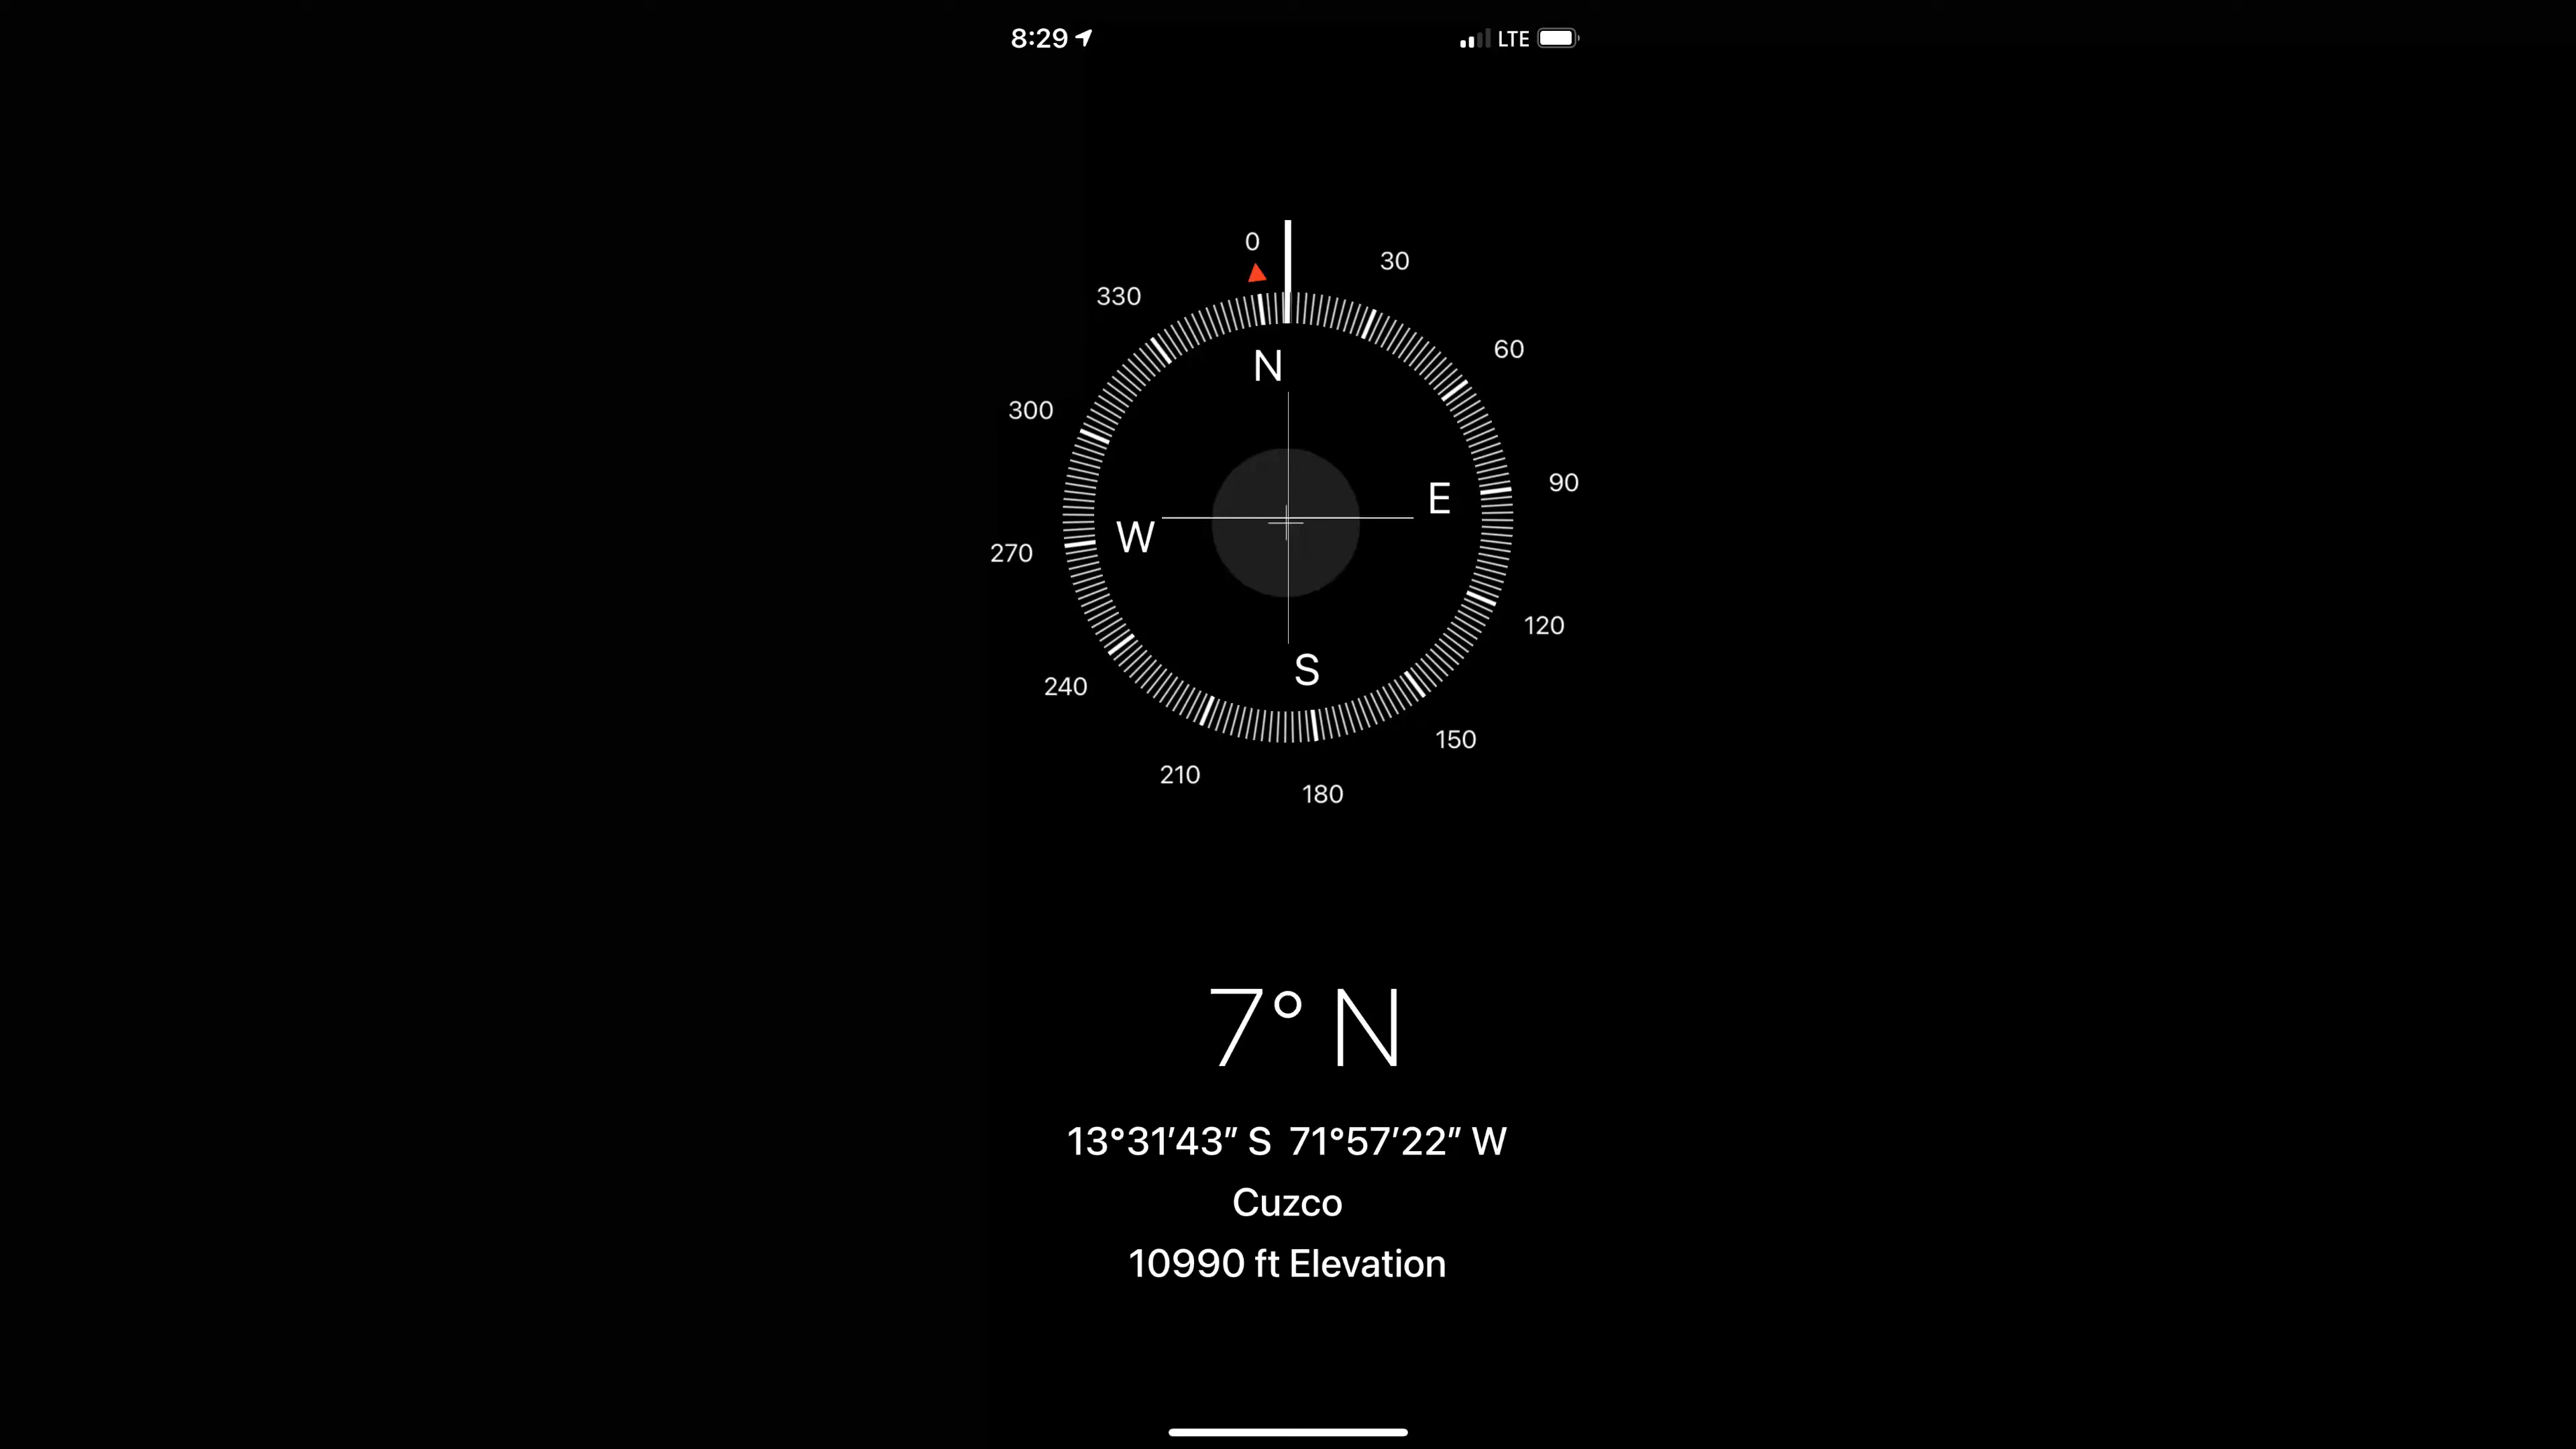 8:29 LTE
0
30
330
60
N
300
E
90
W
270
120
S
240
150
210
180
7° N
13°31′43″ S 71°57′22″ W
Cuzco
10990 ft Elevation